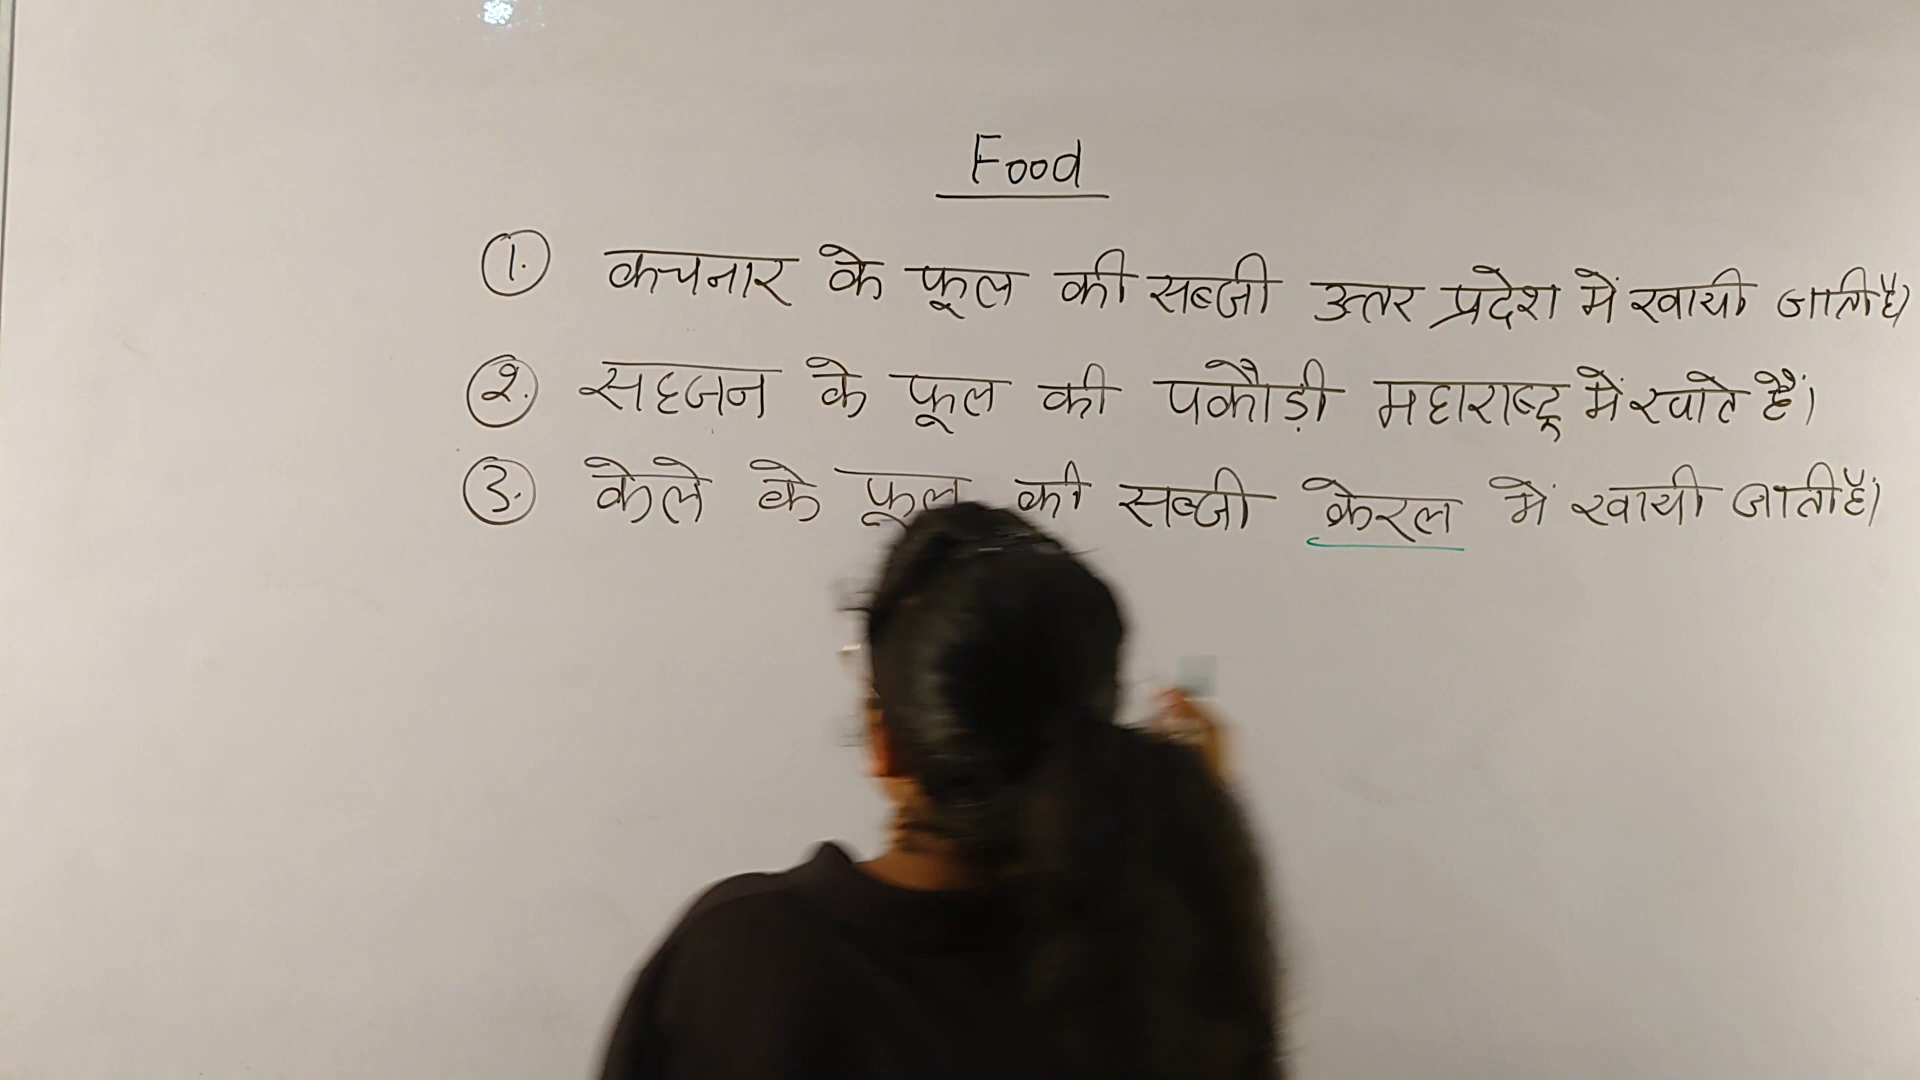 Food
1. कचनार के फूल की सब्जी उत्तर प्रदेश में खायी जाती है।
2. सहजन के फूल की पकौड़ी महाराष्ट्र में खाते हैं।
3. केले के फूल की सब्जी केरल में खायी जाती है।